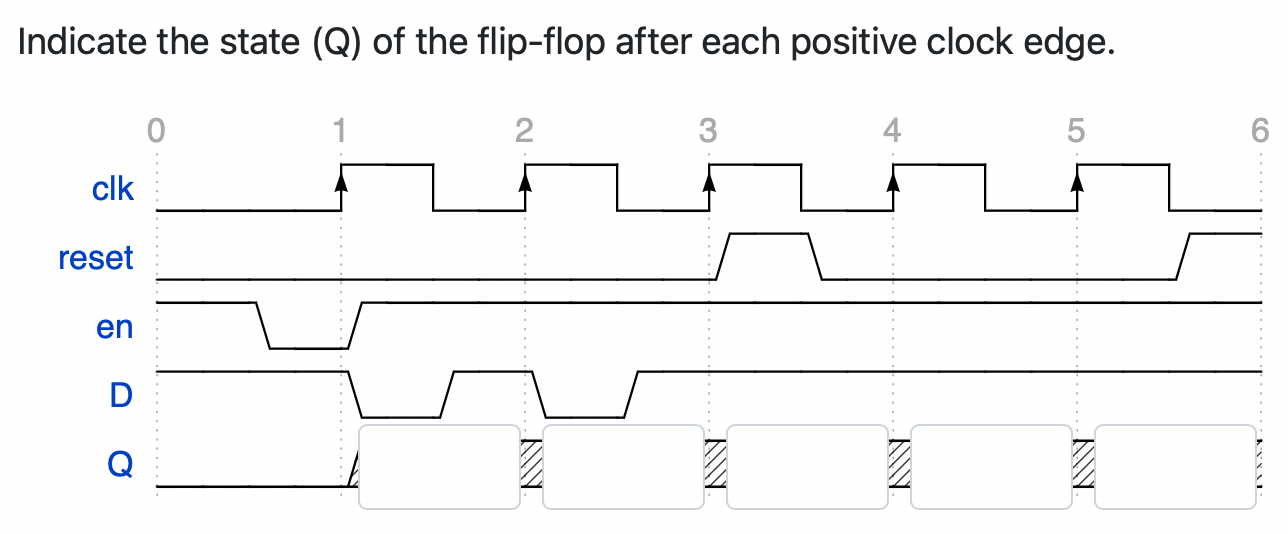 Indicate the state (Q) of the flip-flop after each positive clock edge.
0 1 2 3 4 5 6
clk
reset
en
D
Q